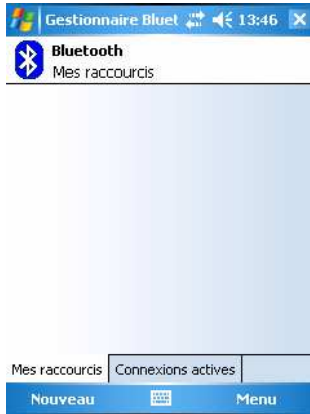 Gestionnaire Bluet 13:46
Bluetooth
Mes raccourcis
Mes raccourcis Connexions actives
Nouveau Menu